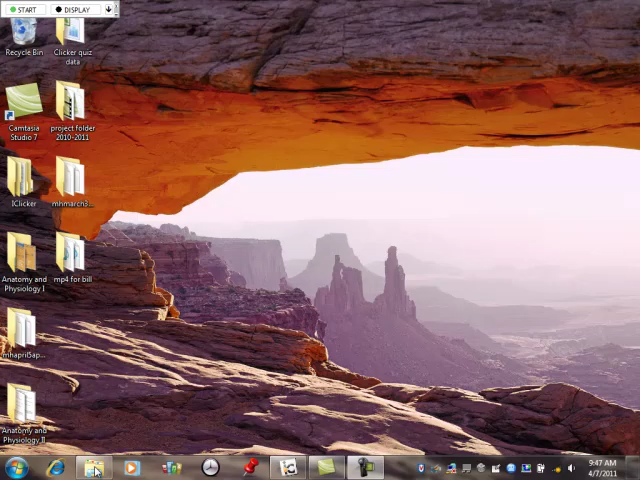 START
DISPLAY
Recycle Bin
Clicker quiz
data
Camtasia
Studio 7
project folder
2010-2011
IClicker
mhmarch3...
Anatomy and
Physiology I
mp4 for bill
mhapril5ap...
Anatomy and
Physiology II
9:47 AM
4/7/2011